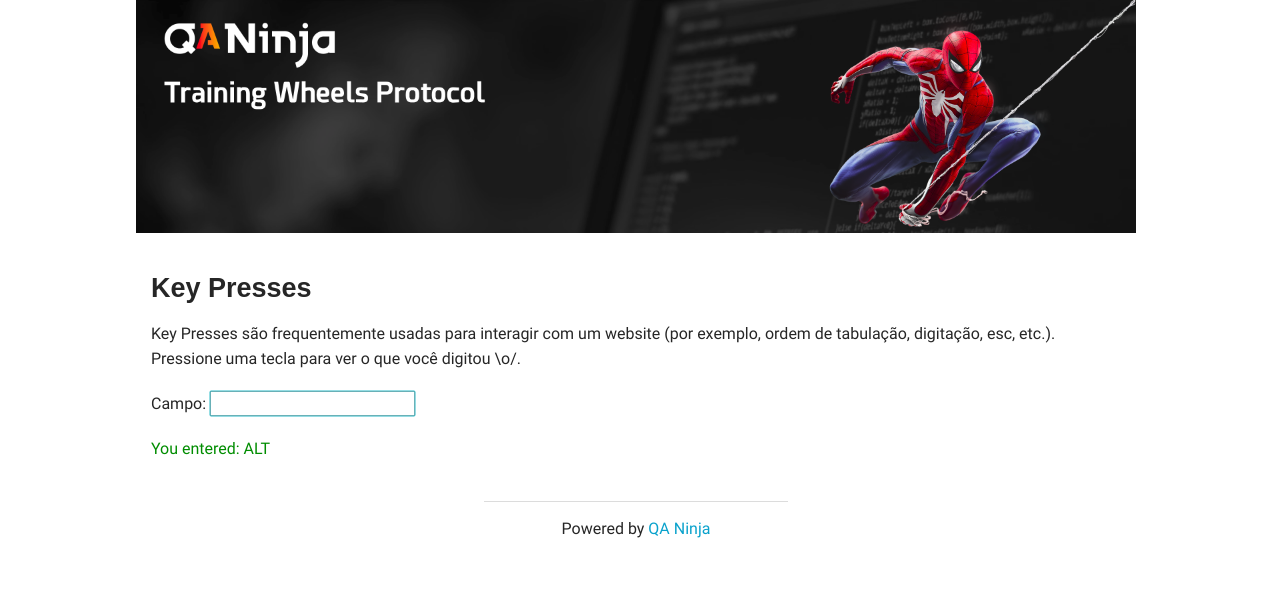 QANinja
Training Wheels Protocol
Key Presses
Key Presses são frequentemente usadas para interagir com um website (por exemplo, ordem de tabulação, digitação, esc, etc.).
Pressione uma tecla para ver o que você digitou \o/.
Campo:
You entered: ALT
Powered by QA Ninja